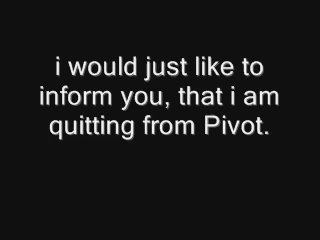 i would just like to
inform you, that i am
quitting from Pivot.